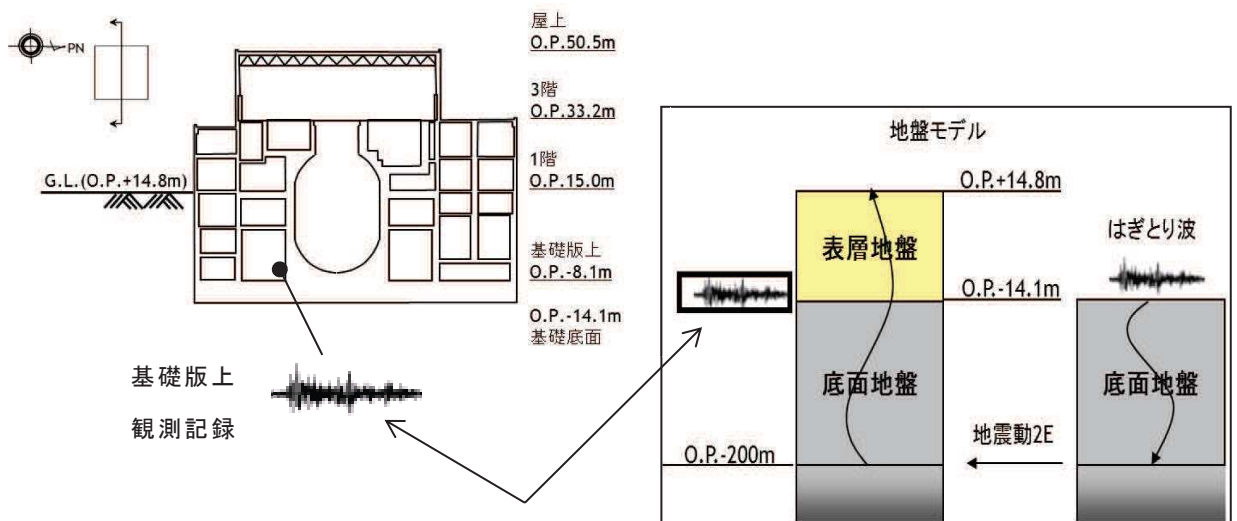 PN
屋上
O.P.50.5m
3階
O.P.33.2m
1階
O.P.15.0m
G.L.(O.P.+14.8m)
基礎版上
O.P.-8.1m
O.P.-14.1m
基礎底面
基礎版上
観測記録
地盤モデル
O.P.+14.8m
表層地盤
はぎとり波
O.P.-14.1m
底面地盤
底面地盤
地震動2E
O.P.-200m